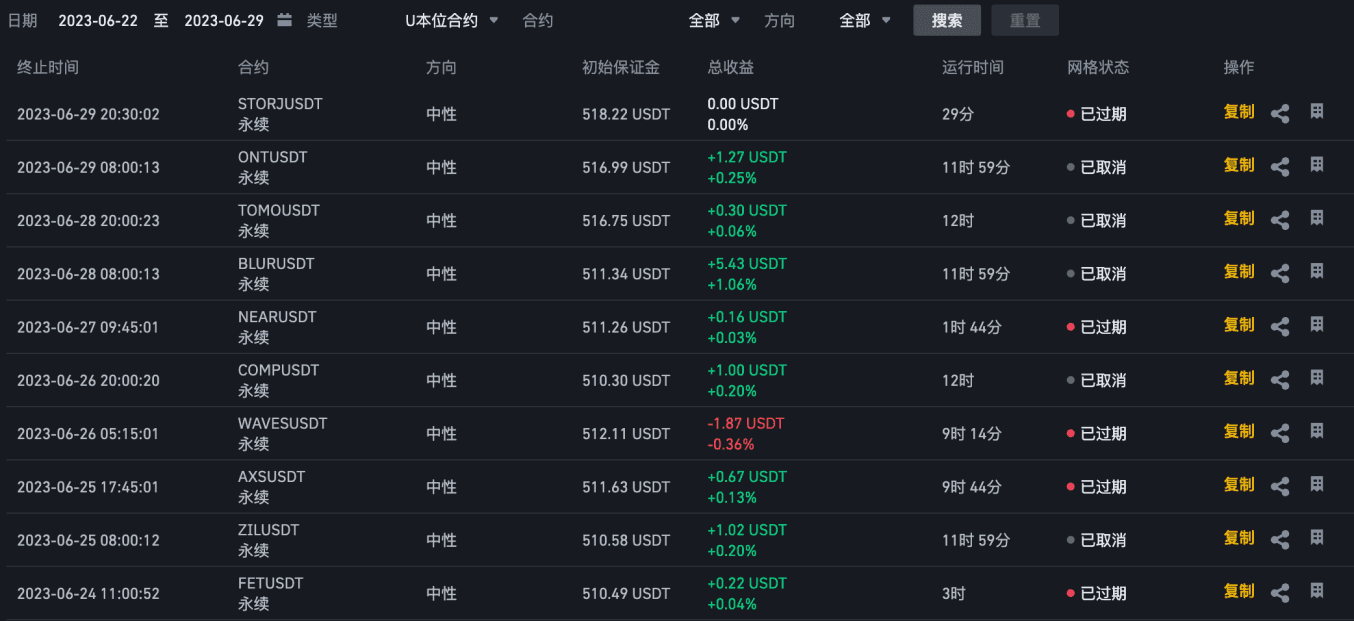 日期 2023-06-22 至 2023-06-29 类型 U本位合约 合约 全部 方向 全部 搜索 重置
终止时间 合约 方向 初始保证金 总收益 运行时间 网格状态 操作
2023-06-29 20:30:02 STORJUSDT 永续 中性 518.22 USDT 0.00 USDT 0.00% 29分 已过期 复制
2023-06-29 08:00:13 ONTUSDT 永续 中性 516.99 USDT +1.27 USDT +0.25% 11时 59分 已取消 复制
2023-06-28 20:00:23 TOMOUSDT 永续 中性 516.75 USDT +0.30 USDT +0.06% 12时 已取消 复制
2023-06-28 08:00:13 BLURUSDT 永续 中性 511.34 USDT +5.43 USDT +1.06% 11时 59分 已取消 复制
2023-06-27 09:45:01 NEARUSDT 永续 中性 511.26 USDT +0.16 USDT +0.03% 1时 44分 已过期 复制
2023-06-26 20:00:20 COMPUSDT 永续 中性 510.30 USDT +1.00 USDT +0.20% 12时 已取消 复制
2023-06-26 05:15:01 WAVESUSDT 永续 中性 512.11 USDT -1.87 USDT -0.36% 9时 14分 已过期 复制
2023-06-25 17:45:01 AXSUSDT 永续 中性 511.63 USDT +0.67 USDT +0.13% 9时 44分 已过期 复制
2023-06-25 08:00:12 ZILUSDT 永续 中性 510.58 USDT +1.02 USDT +0.20% 11时 59分 已取消 复制
2023-06-24 11:00:52 FETUSDT 永续 中性 510.49 USDT +0.22 USDT +0.04% 3时 已过期 复制